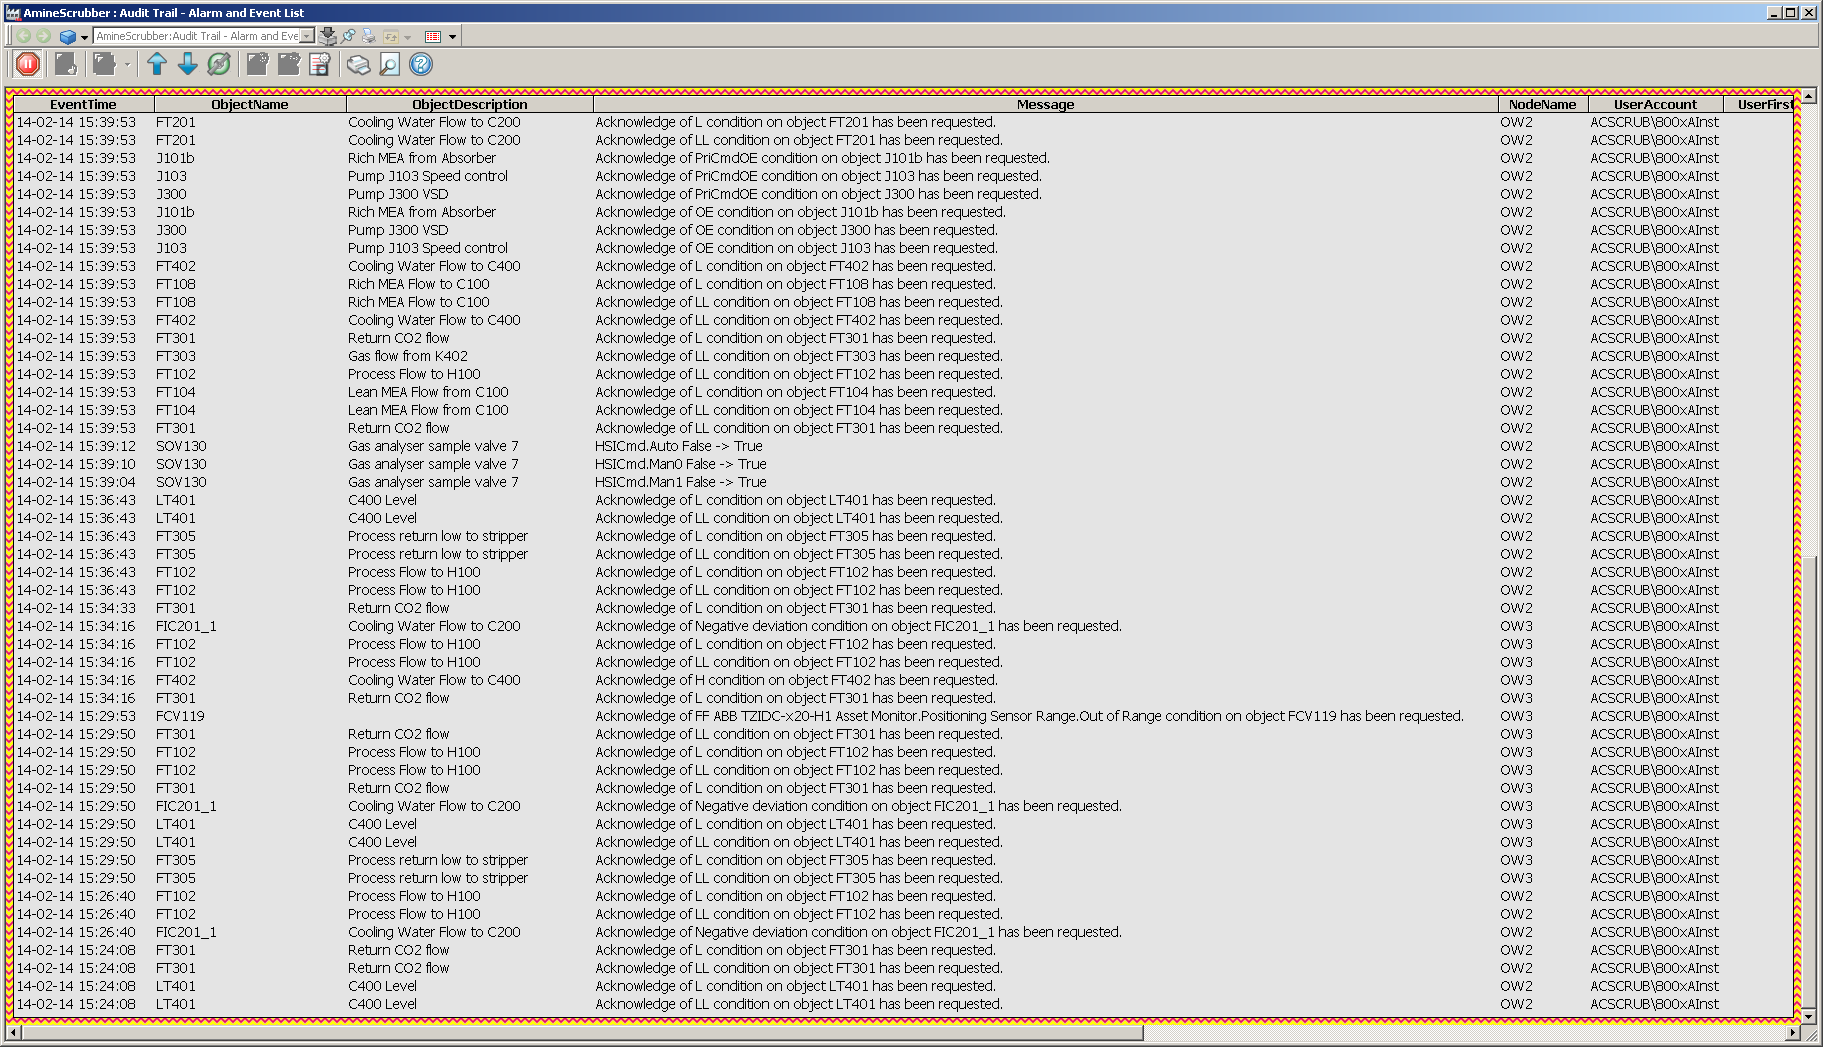 AmineScrubber : Audit Trail - Alarm and Event List
AmineScrubber:Audit Trail - Alarm and Eve
EventTime ObjectName ObjectDescription Message NodeName UserAccount UserFirst
14-02-14 15:39:53 FT201 Cooling Water Flow to C200 Acknowledge of L condition on object FT201 has been requested. OW2 ACSCRUB\800xAInst
14-02-14 15:39:53 FT201 Cooling Water Flow to C200 Acknowledge of LL condition on object FT201 has been requested. OW2 ACSCRUB\800xAInst
14-02-14 15:39:53 J101b Rich MEA from Absorber Acknowledge of PriCmdOE condition on object J101b has been requested. OW2 ACSCRUB\800xAInst
14-02-14 15:39:53 J103 Pump J103 Speed control Acknowledge of PriCmdOE condition on object J103 has been requested. OW2 ACSCRUB\800xAInst
14-02-14 15:39:53 J300 Pump J300 VSD Acknowledge of PriCmdOE condition on object J300 has been requested. OW2 ACSCRUB\800xAInst
14-02-14 15:39:53 J101b Rich MEA from Absorber Acknowledge of OE condition on object J101b has been requested. OW2 ACSCRUB\800xAInst
14-02-14 15:39:53 J300 Pump J300 VSD Acknowledge of OE condition on object J300 has been requested. OW2 ACSCRUB\800xAInst
14-02-14 15:39:53 J103 Pump J103 Speed control Acknowledge of OE condition on object J103 has been requested. OW2 ACSCRUB\800xAInst
14-02-14 15:39:53 FT402 Cooling Water Flow to C400 Acknowledge of L condition on object FT402 has been requested. OW2 ACSCRUB\800xAInst
14-02-14 15:39:53 FT108 Rich MEA Flow to C100 Acknowledge of L condition on object FT108 has been requested. OW2 ACSCRUB\800xAInst
14-02-14 15:39:53 FT108 Rich MEA Flow to C100 Acknowledge of LL condition on object FT108 has been requested. OW2 ACSCRUB\800xAInst
14-02-14 15:39:53 FT402 Cooling Water Flow to C400 Acknowledge of LL condition on object FT402 has been requested. OW2 ACSCRUB\800xAInst
14-02-14 15:39:53 FT301 Return CO2 flow Acknowledge of LL condition on object FT301 has been requested. OW2 ACSCRUB\800xAInst
14-02-14 15:39:53 FT303 Gas flow from K402 Acknowledge of LL condition on object FT303 has been requested. OW2 ACSCRUB\800xAInst
14-02-14 15:39:53 FT102 Process Flow to H100 Acknowledge of LL condition on object FT102 has been requested. OW2 ACSCRUB\800xAInst
14-02-14 15:39:53 FT104 Lean MEA Flow from C100 Acknowledge of L condition on object FT104 has been requested. OW2 ACSCRUB\800xAInst
14-02-14 15:39:53 FT104 Lean MEA Flow from C100 Acknowledge of LL condition on object FT104 has been requested. OW2 ACSCRUB\800xAInst
14-02-14 15:39:53 FT301 Return CO2 flow Acknowledge of L condition on object FT301 has been requested. OW2 ACSCRUB\800xAInst
14-02-14 15:39:12 SOV130 Gas analyser sample valve 7 HSICmd.Auto False -> True OW2 ACSCRUB\800xAInst
14-02-14 15:39:10 SOV130 Gas analyser sample valve 7 HSICmd.Man0 False -> True OW2 ACSCRUB\800xAInst
14-02-14 15:39:04 SOV130 Gas analyser sample valve 7 HSICmd.Man1 False -> True OW2 ACSCRUB\800xAInst
14-02-14 15:36:43 LT401 C400 Level Acknowledge of L condition on object LT401 has been requested. OW2 ACSCRUB\800xAInst
14-02-14 15:36:43 LT401 C400 Level Acknowledge of LL condition on object LT401 has been requested. OW2 ACSCRUB\800xAInst
14-02-14 15:36:43 FT305 Process return low to stripper Acknowledge of L condition on object FT305 has been requested. OW2 ACSCRUB\800xAInst
14-02-14 15:36:43 FT305 Process return low to stripper Acknowledge of LL condition on object FT305 has been requested. OW2 ACSCRUB\800xAInst
14-02-14 15:36:43 FT102 Process Flow to H100 Acknowledge of L condition on object FT102 has been requested. OW2 ACSCRUB\800xAInst
14-02-14 15:36:43 FT102 Process Flow to H100 Acknowledge of LL condition on object FT102 has been requested. OW2 ACSCRUB\800xAInst
14-02-14 15:34:33 FT301 Return CO2 flow Acknowledge of L condition on object FT301 has been requested. OW2 ACSCRUB\800xAInst
14-02-14 15:34:16 FIC201_1 Cooling Water Flow to C200 Acknowledge of Negative deviation condition on object FIC201_1 has been requested. OW3 ACSCRUB\800xAInst
14-02-14 15:34:16 FT102 Process Flow to H100 Acknowledge of L condition on object FT102 has been requested. OW3 ACSCRUB\800xAInst
14-02-14 15:34:16 FT102 Process Flow to H100 Acknowledge of LL condition on object FT102 has been requested. OW3 ACSCRUB\800xAInst
14-02-14 15:34:16 FT402 Cooling Water Flow to C400 Acknowledge of H condition on object FT402 has been requested. OW3 ACSCRUB\800xAInst
14-02-14 15:34:16 FT301 Return CO2 flow Acknowledge of L condition on object FT301 has been requested. OW3 ACSCRUB\800xAInst
14-02-14 15:29:53 FCV119 Acknowledge of FF ABB TZIDC-x20-H1 Asset Monitor.Positioning Sensor Range.Out of Range condition on object FCV119 has been requested. OW3 ACSCRUB\800xAInst
14-02-14 15:29:50 FT301 Return CO2 flow Acknowledge of LL condition on object FT301 has been requested. OW3 ACSCRUB\800xAInst
14-02-14 15:29:50 FT102 Process Flow to H100 Acknowledge of L condition on object FT102 has been requested. OW3 ACSCRUB\800xAInst
14-02-14 15:29:50 FT102 Process Flow to H100 Acknowledge of LL condition on object FT102 has been requested. OW3 ACSCRUB\800xAInst
14-02-14 15:29:50 FT301 Return CO2 flow Acknowledge of L condition on object FT301 has been requested. OW3 ACSCRUB\800xAInst
14-02-14 15:29:50 FIC201_1 Cooling Water Flow to C200 Acknowledge of Negative deviation condition on object FIC201_1 has been requested. OW3 ACSCRUB\800xAInst
14-02-14 15:29:50 LT401 C400 Level Acknowledge of L condition on object LT401 has been requested. OW3 ACSCRUB\800xAInst
14-02-14 15:29:50 LT401 C400 Level Acknowledge of LL condition on object LT401 has been requested. OW3 ACSCRUB\800xAInst
14-02-14 15:29:50 FT305 Process return low to stripper Acknowledge of L condition on object FT305 has been requested. OW3 ACSCRUB\800xAInst
14-02-14 15:29:50 FT305 Process return low to stripper Acknowledge of LL condition on object FT305 has been requested. OW3 ACSCRUB\800xAInst
14-02-14 15:26:40 FT102 Process Flow to H100 Acknowledge of L condition on object FT102 has been requested. OW2 ACSCRUB\800xAInst
14-02-14 15:26:40 FT102 Process Flow to H100 Acknowledge of LL condition on object FT102 has been requested. OW2 ACSCRUB\800xAInst
14-02-14 15:26:40 FIC201_1 Cooling Water Flow to C200 Acknowledge of Negative deviation condition on object FIC201_1 has been requested. OW2 ACSCRUB\800xAInst
14-02-14 15:24:08 FT301 Return CO2 flow Acknowledge of L condition on object FT301 has been requested. OW2 ACSCRUB\800xAInst
14-02-14 15:24:08 FT301 Return CO2 flow Acknowledge of LL condition on object FT301 has been requested. OW2 ACSCRUB\800xAInst
14-02-14 15:24:08 LT401 C400 Level Acknowledge of L condition on object LT401 has been requested. OW2 ACSCRUB\800xAInst
14-02-14 15:24:08 LT401 C400 Level Acknowledge of LL condition on object LT401 has been requested. OW2 ACSCRUB\800xAInst